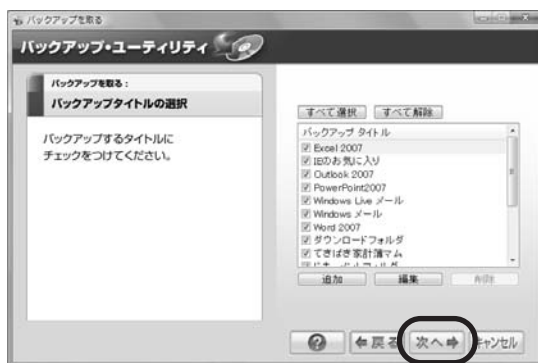 バックアップを取る
バックアップ・ユーティリティ
バックアップを取る：
バックアップタイトルの選択
バックアップするタイトルに
チェックをつけてください。
すべて選択 すべて解除
バックアップ タイトル
Excel 2007
IEのお気に入り
Outlook 2007
PowerPoint2007
Windows Live メール
Windows メール
Word 2007
ダウンロードフォルダ
てきぱき家計簿マム
追加 編集 削除
? 戻る 次へ キャンセル